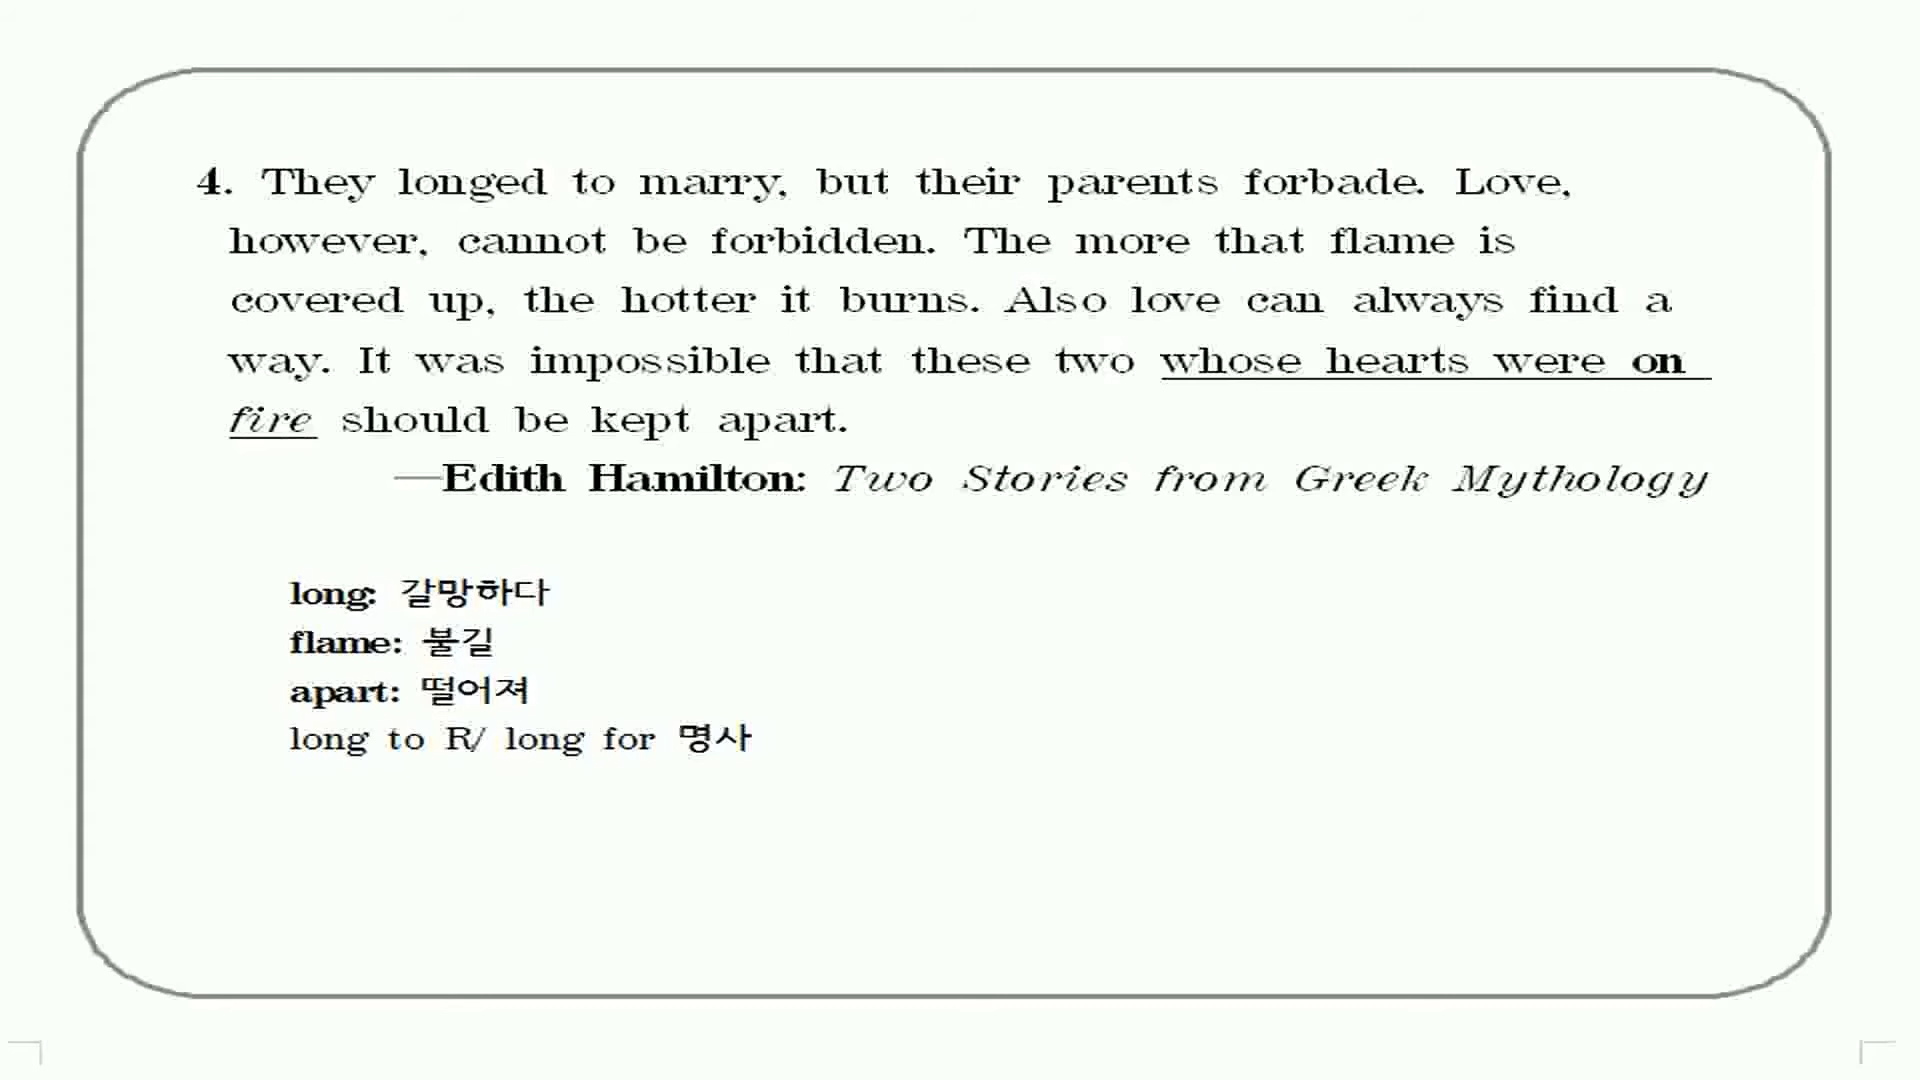 4. They longed to marry, but their parents forbade. Love,
however, cannot be forbidden. The more that flame is
covered up, the hotter it burns. Also love can always find a
way. It was impossible that these two whose hearts were on
fire should be kept apart.
—Edith Hamilton: Two Stories from Greek Mythology
long: 갈망하다
flame: 불길
apart: 떨어져
long to R/ long for 명사